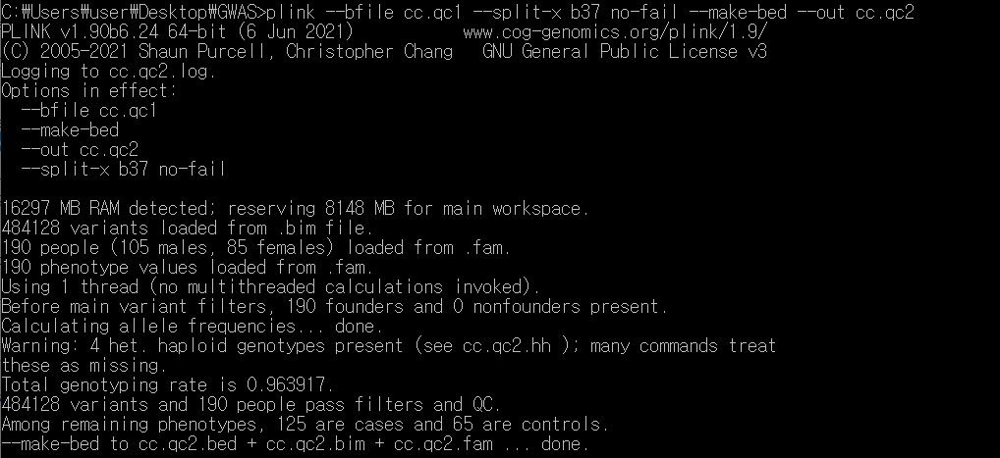 C:₩Users₩user₩Desktop₩GWAS>plink --bfile cc.qc1 --split-x b37 no-fail --make-bed --out cc.qc2
PLINK v1.90b6.24 64-bit (6 Jun 2021)           www.cog-genomics.org/plink/1.9/
(C) 2005-2021 Shaun Purcell, Christopher Chang   GNU General Public License v3
Logging to cc.qc2.log.
Options in effect:
  --bfile cc.qc1
  --make-bed
  --out cc.qc2
  --split-x b37 no-fail

16297 MB RAM detected; reserving 8148 MB for main workspace.
484128 variants loaded from .bim file.
190 people (105 males, 85 females) loaded from .fam.
190 phenotype values loaded from .fam.
Using 1 thread (no multithreaded calculations invoked).
Before main variant filters, 190 founders and 0 nonfounders present.
Calculating allele frequencies... done.
Warning: 4 het. haploid genotypes present (see cc.qc2.hh ); many commands treat
these as missing.
Total genotyping rate is 0.963917.
484128 variants and 190 people pass filters and QC.
Among remaining phenotypes, 125 are cases and 65 are controls.
--make-bed to cc.qc2.bed + cc.qc2.bim + cc.qc2.fam ... done.